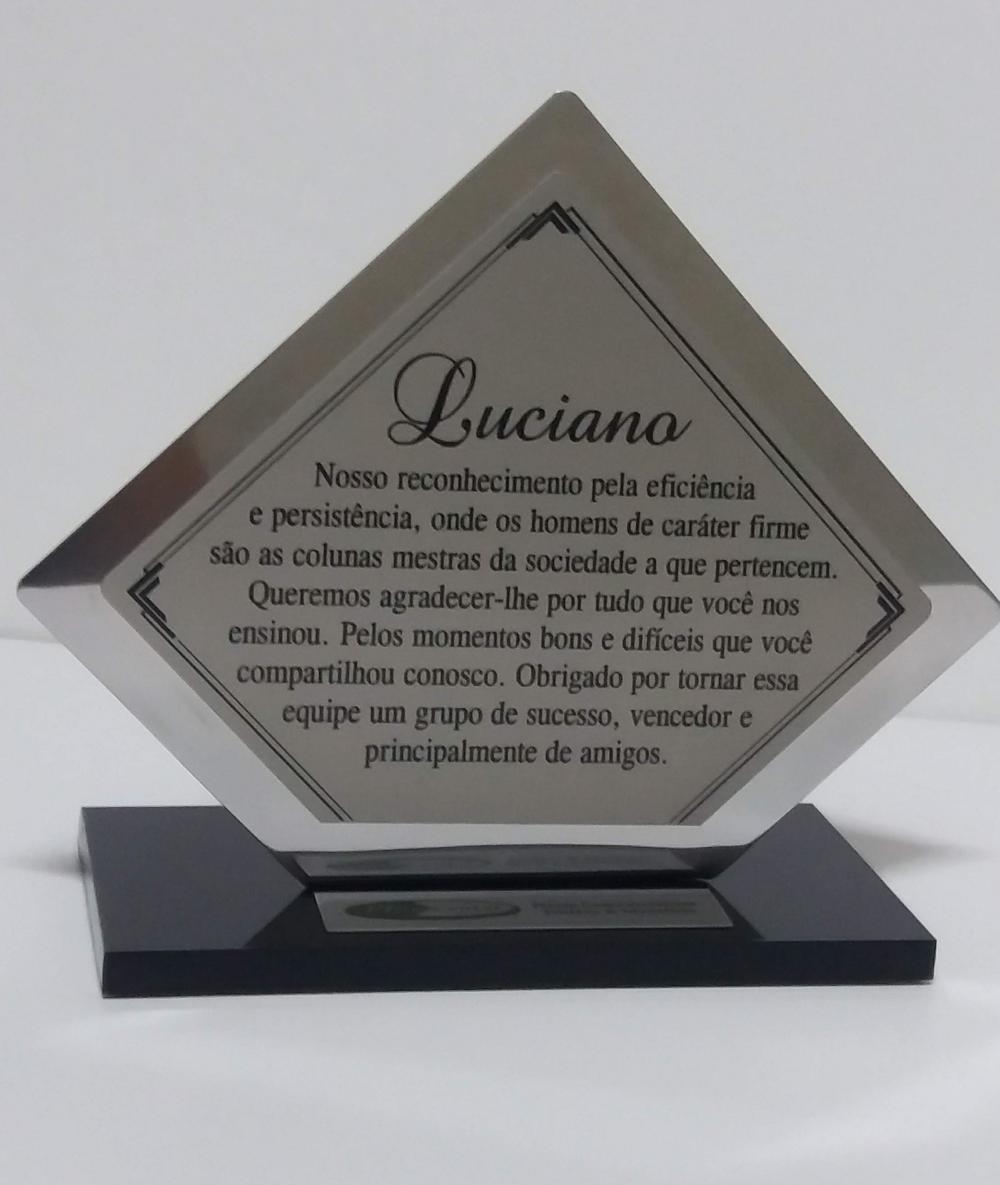 Luciano
Nosso reconhecimento pela eficiência
e persistência, onde os homens de caráter firme
são as colunas mestras da sociedade a que pertencem.
Queremos agradecer-lhe por tudo que você nos
ensinou. Pelos momentos bons e difíceis que você
compartilhou conosco. Obrigado por tornar essa
equipe um grupo de sucesso, vencedor e
principalmente de amigos.